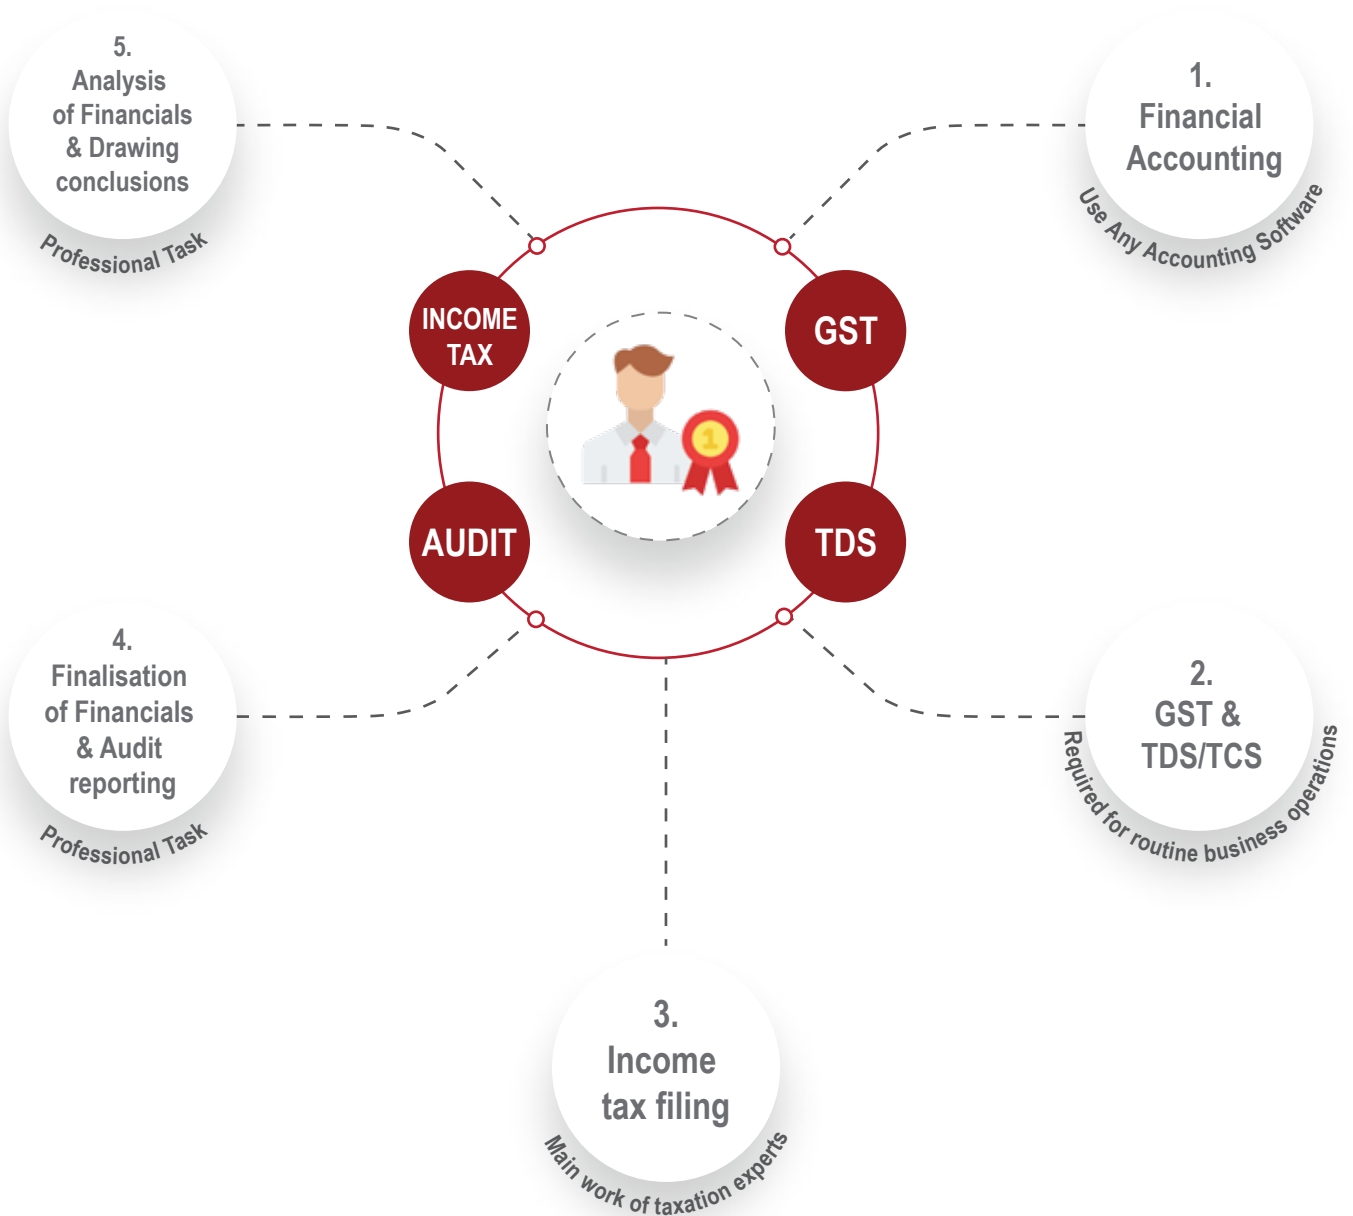 1.
Financial
Accounting
Use Any Accounting Software
2.
GST &
TDS/TCS
Required for routine business operations
3.
Income
tax filing
Main work of taxation experts
4.
Finalisation
of Financials
& Audit
reporting
Professional Task
5.
Analysis
of Financials
& Drawing
conclusions
Professional Task
INCOME
TAX
GST
AUDIT
TDS
1